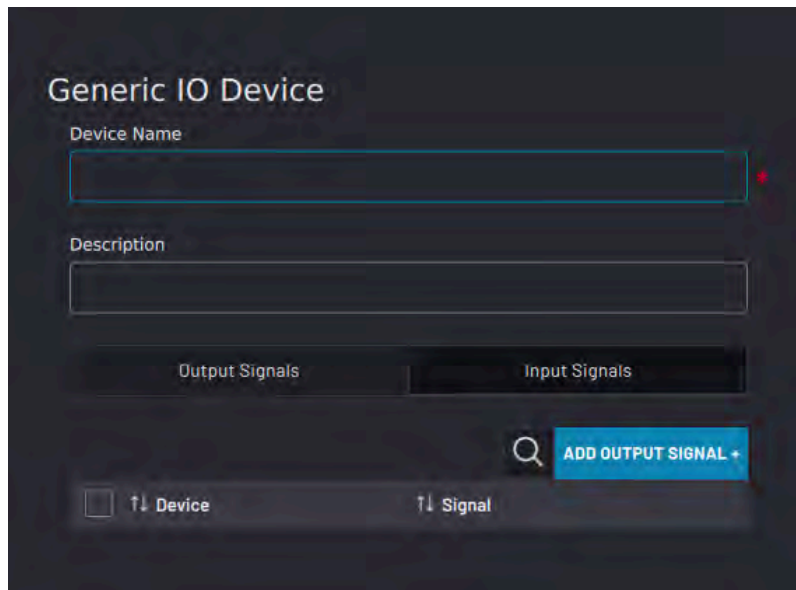 Generic IO Device
Device Name
*
Description
Output Signals Input Signals
ADD OUTPUT SIGNAL +
↑↓ Device ↑↓ Signal